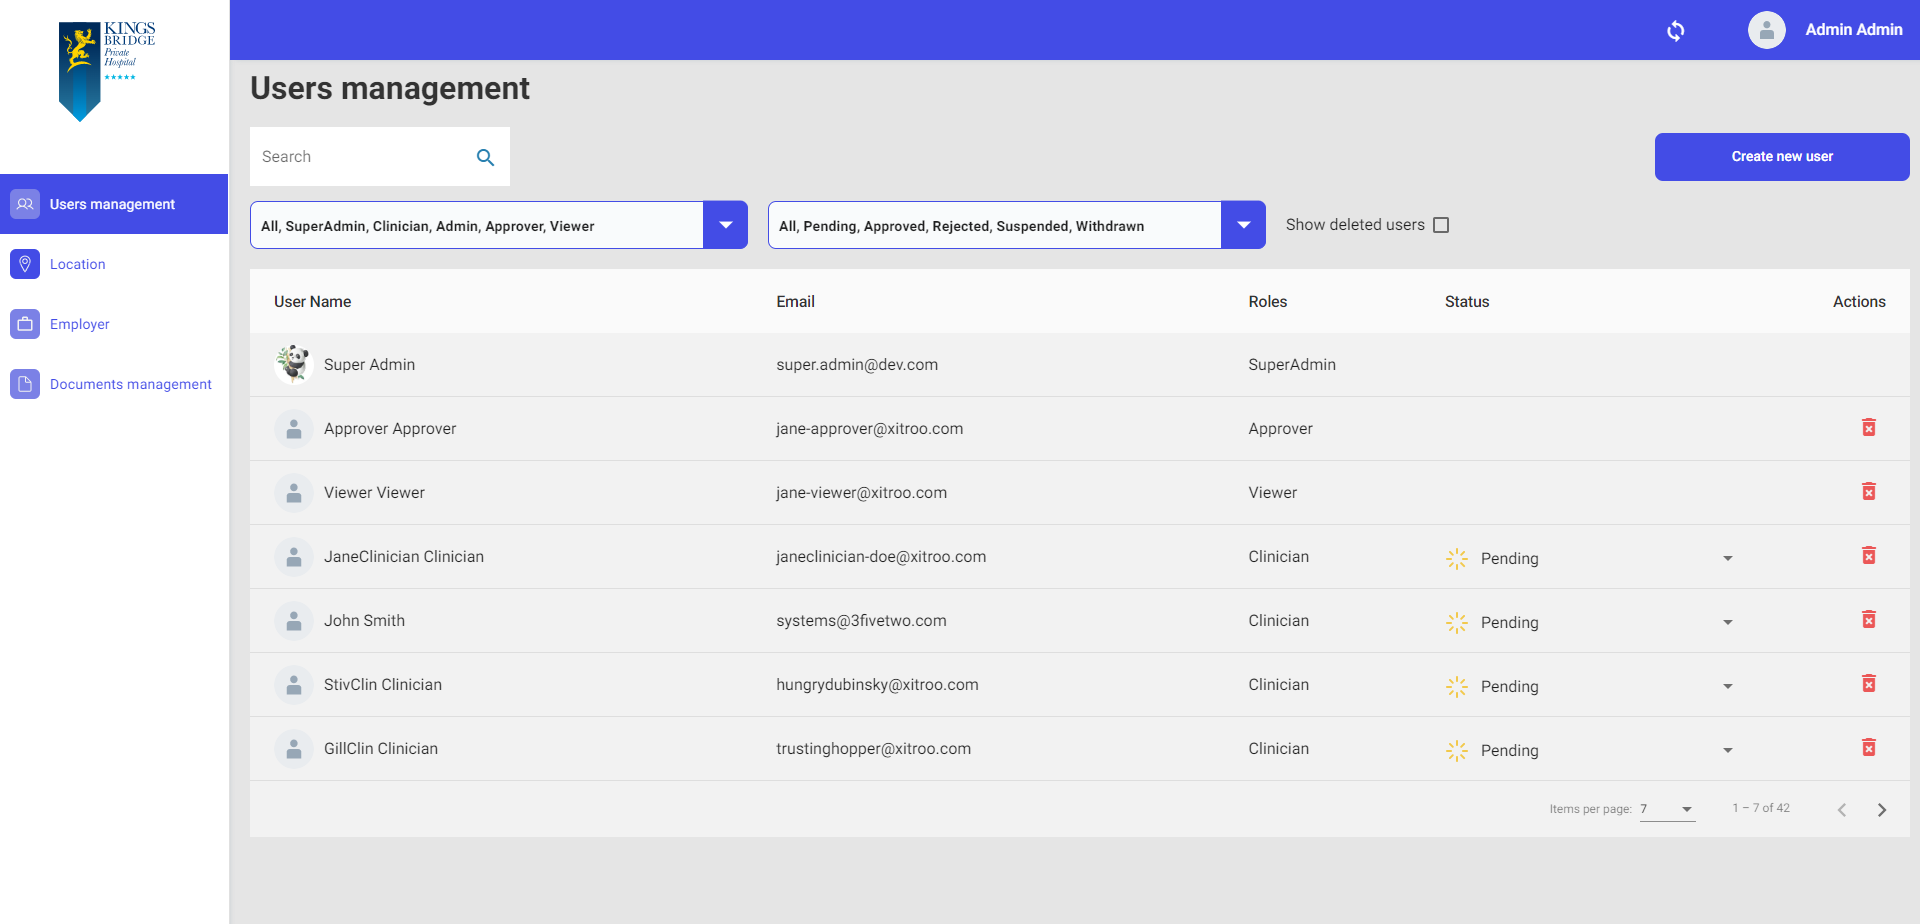 KINGS
BRIDGE
Private
Hospital
Admin Admin
Users management
Search
Create new user
Users management
All, SuperAdmin, Clinician, Admin, Approver, Viewer
All, Pending, Approved, Rejected, Suspended, Withdrawn
Show deleted users
Location
Employer
Documents management
User Name Email Roles Status Actions
Super Admin super.admin@dev.com SuperAdmin
Approver Approver jane-approver@xitroo.com Approver
Viewer Viewer jane-viewer@xitroo.com Viewer
JaneClinician Clinician janeclinician-doe@xitroo.com Clinician Pending
John Smith systems@3fivetwo.com Clinician Pending
StivClin Clinician hungrydubinsky@xitroo.com Clinician Pending
GillClin Clinician trustinghopper@xitroo.com Clinician Pending
Items per page: 7 1 – 7 of 42